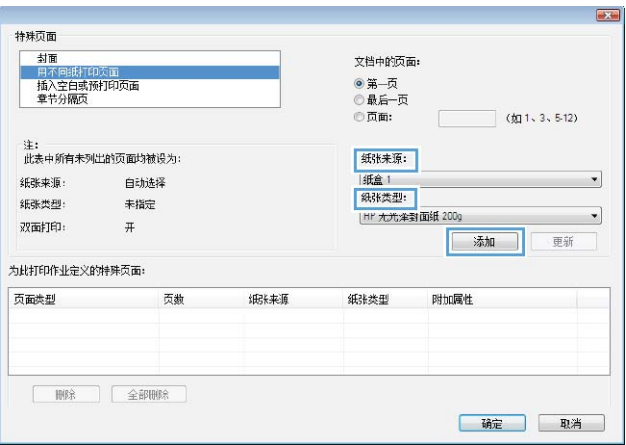 特殊页面
封面
用不同纸打印页面
插入空白或预打印页面
章节分隔页
文档中的页面:
第一页
最后一页
页面:
(如 1、3、5-12)
注:
此表中所有未列出的页面均被设为:
纸张来源: 自动选择
纸张类型: 未指定
双面打印: 开
纸张来源:
纸盒 1
纸张类型:
HP 无光泽封面纸 200g
添加 更新
为此打印作业定义的特殊页面:
页面类型 页数 纸张来源 纸张类型 附加属性
删除 全部删除
确定 取消